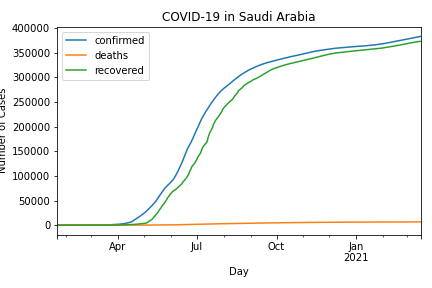 COVID-19 in Saudi Arabia
confirmed
deaths
recovered
400000
350000
300000
250000
200000
150000
100000
50000
0
Number of Cases
Apr
Jul
Oct
Jan
2021
Day